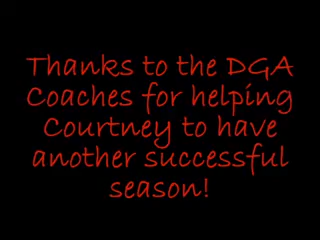 Thanks to the DGA
Coaches for helping
Courtney to have
another successful
season!